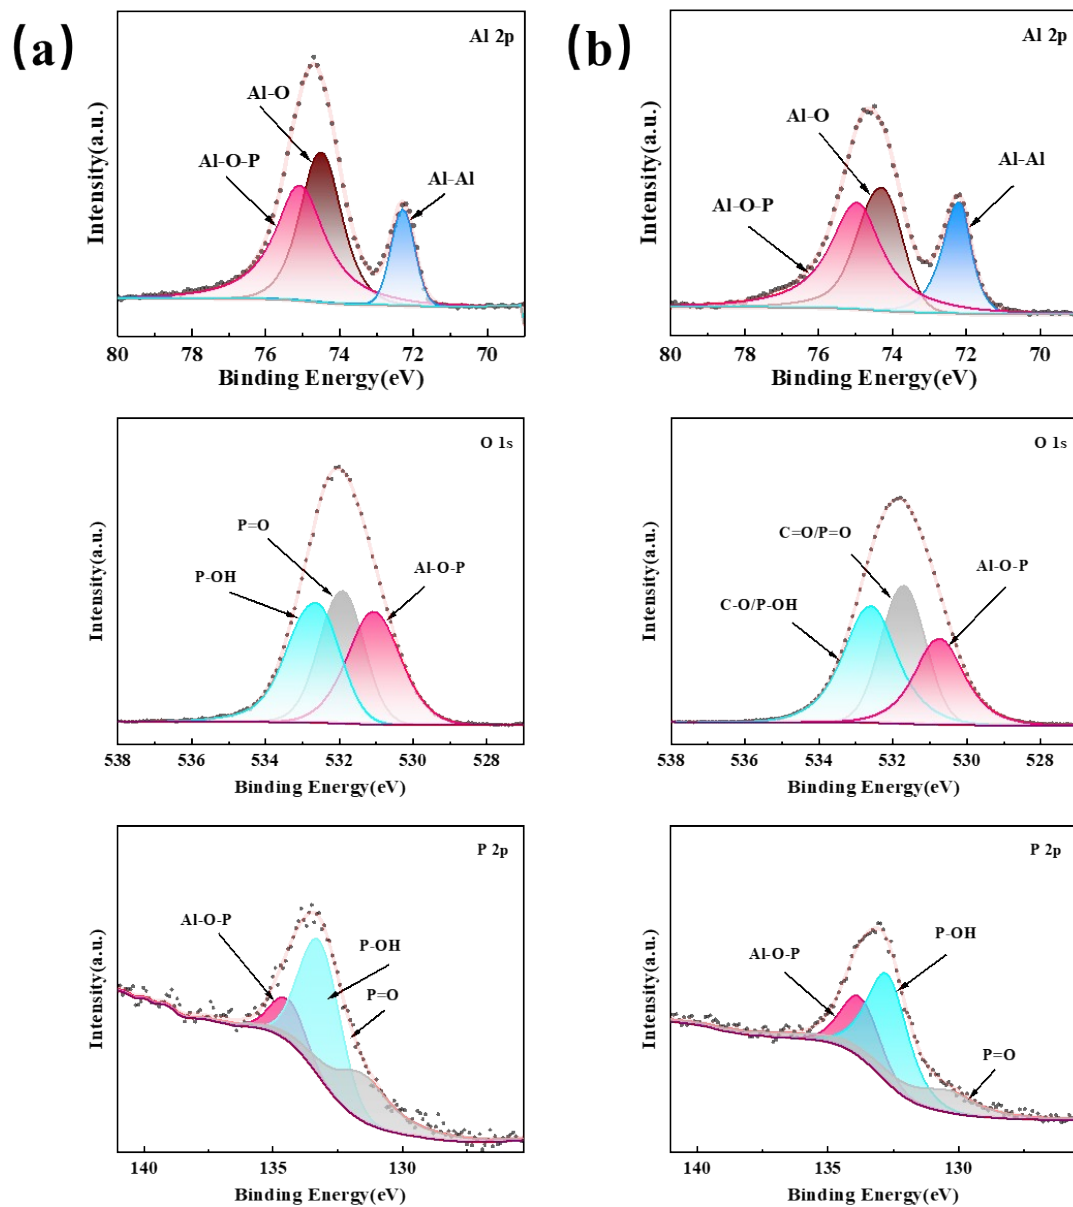 (a)
Al 2p
Al-O
Al-O-P
Al-Al
Intensity(a.u.)
80 78 76 74 72 70
Binding Energy(eV)
O 1s
P=O
P-OH
Al-O-P
Intensity(a.u.)
538 536 534 532 530 528
Binding Energy(eV)
P 2p
Al-O-P
P-OH
P=O
Intensity(a.u.)
140 135 130
Binding Energy(eV)
(b)
Al 2p
Al-O
Al-Al
Al-O-P
Intensity(a.u.)
80 78 76 74 72 70
Binding Energy(eV)
O 1s
C=O/P=O
Al-O-P
C-O/P-OH
Intensity(a.u.)
538 536 534 532 530 528
Binding Energy(eV)
P 2p
P-OH
Al-O-P
P=O
Intensity(a.u.)
140 135 130
Binding Energy(eV)